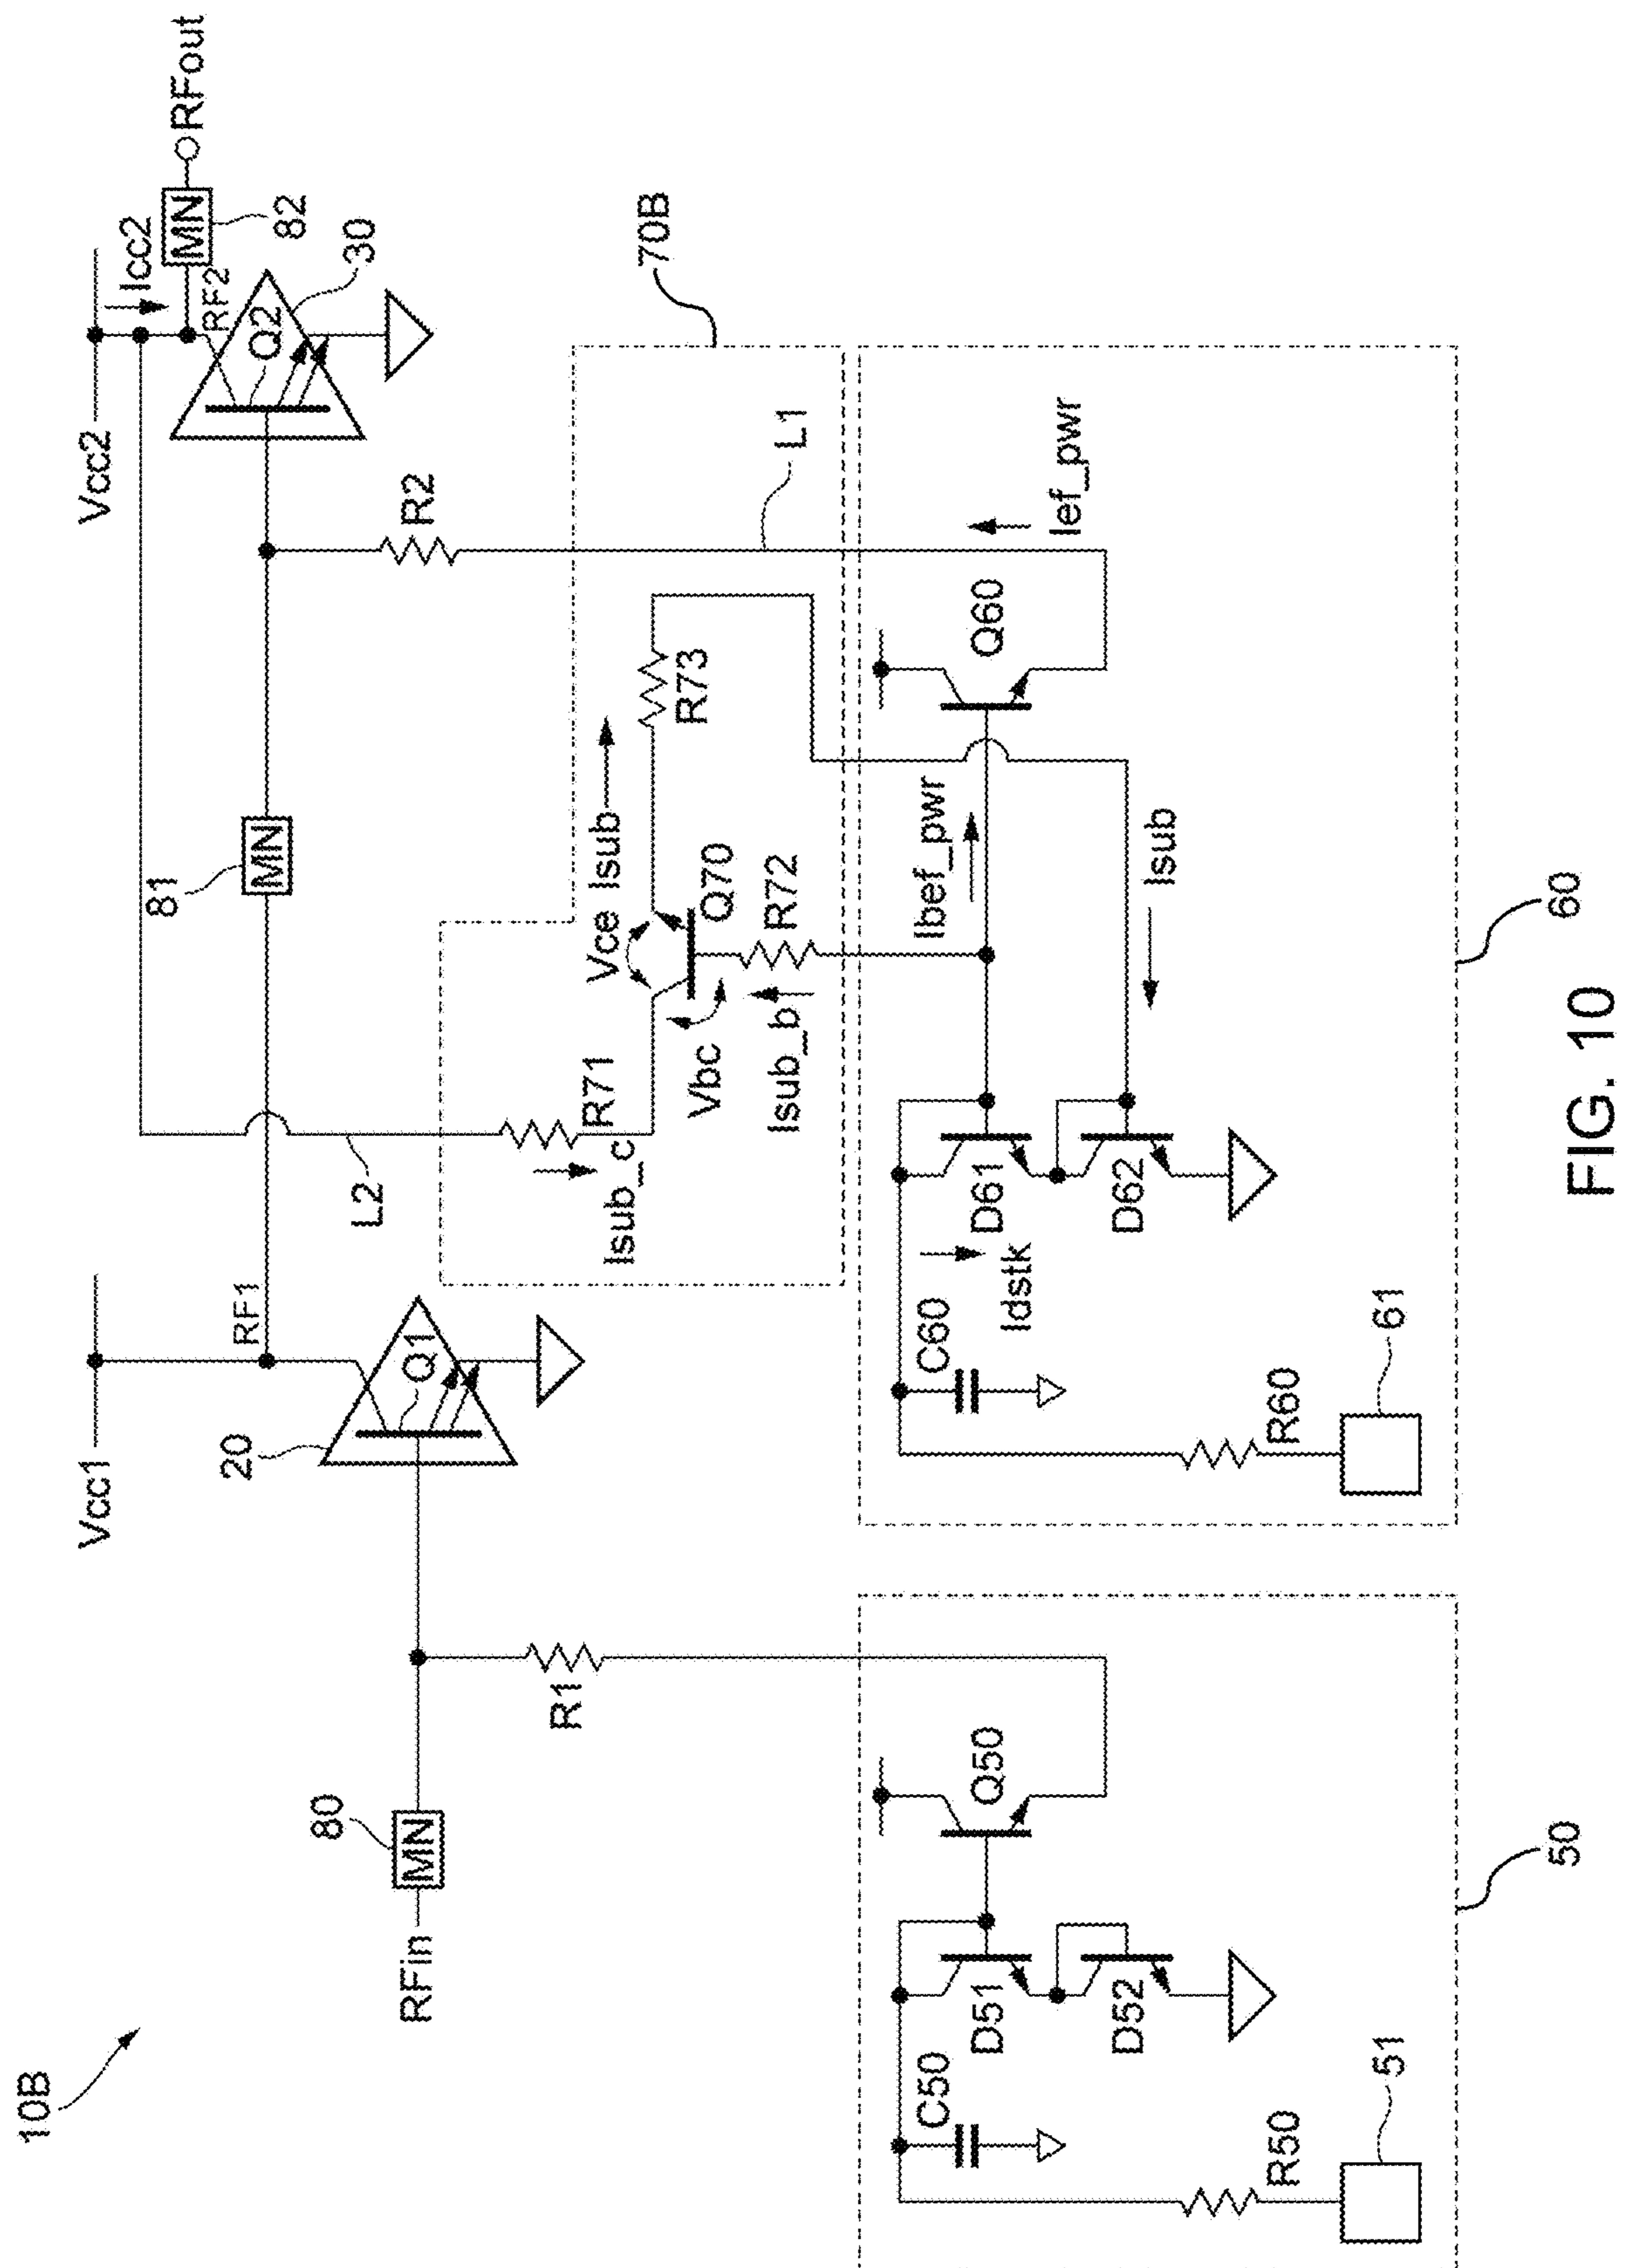 10B
Vcc1
Vcc2
Icc2
RFout
MN
82
RF2
Q2
30
81
MN
RF1
20
Q1
L2
R2
80
MN
RFin
R1
R71
Isub_c
Vce
Isub
R73
Vbc
Q70
Isub_b
R72
L1
70B
Q50
C50
D51
D52
R50
51
50
C60
Idstk
D61
D62
Ibef_pwr
Q60
Ief_pwr
Isub
R60
61
60
FIG. 10